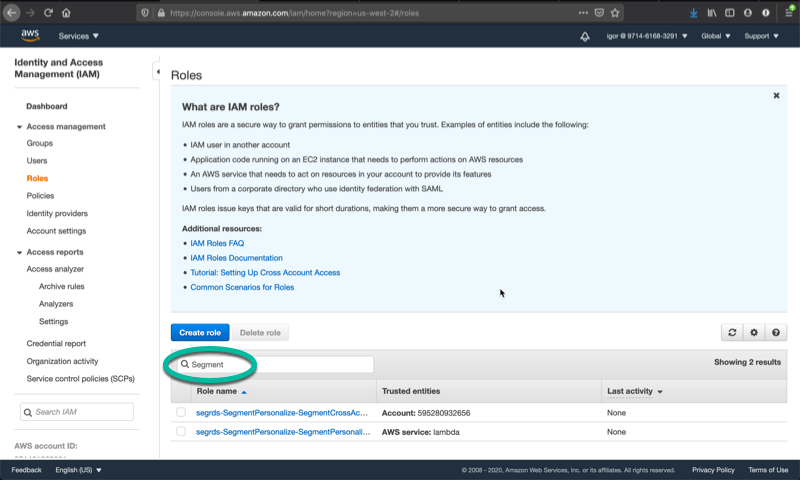 https://console.aws.amazon.com/iam/home?region=us-west-2#/roles
aws
Services
igor @ 9714-6168-3291
Global
Support
Identity and Access
Management (IAM)
Dashboard
Access management
Groups
Users
Roles
Policies
Identity providers
Account settings
Access reports
Access analyzer
Archive rules
Analyzers
Settings
Credential report
Organization activity
Service control policies (SCPs)
Search IAM
AWS account ID:
Roles
What are IAM roles?
IAM roles are a secure way to grant permissions to entities that you trust. Examples of entities include the following:
• IAM user in another account
• Application code running on an EC2 instance that needs to perform actions on AWS resources
• An AWS service that needs to act on resources in your account to provide its features
• Users from a corporate directory who use identity federation with SAML
IAM roles issue keys that are valid for short durations, making them a more secure way to grant access.
Additional resources:
• IAM Roles FAQ
• IAM Roles Documentation
• Tutorial: Setting Up Cross Account Access
• Common Scenarios for Roles
Create role
Delete role
Segment
Showing 2 results
Role name
Trusted entities
Last activity
segrds-SegmentPersonalize-SegmentCrossAc...
Account: 595280932656
None
segrds-SegmentPersonalize-SegmentPersonali...
AWS service: lambda
None
Feedback
English (US)
© 2008 - 2020, Amazon Web Services, Inc. or its affiliates. All rights reserved.
Privacy Policy
Terms of Use